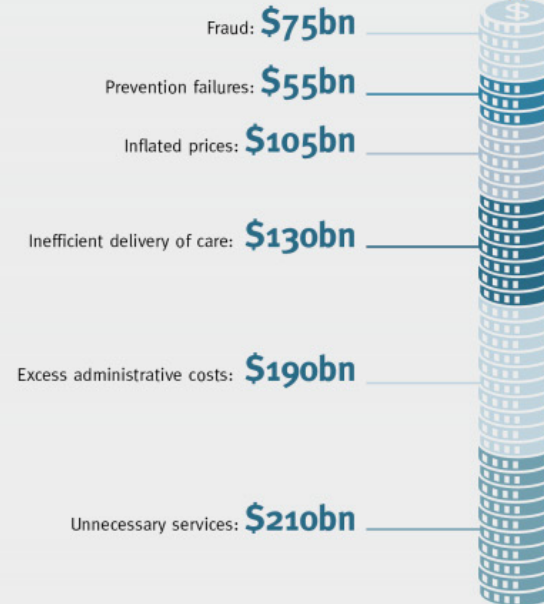 $
Fraud: $75bn
Prevention failures: $55bn
Inflated prices: $105bn
Inefficient delivery of care: $130bn
Excess administrative costs: $190bn
Unnecessary services: $210bn